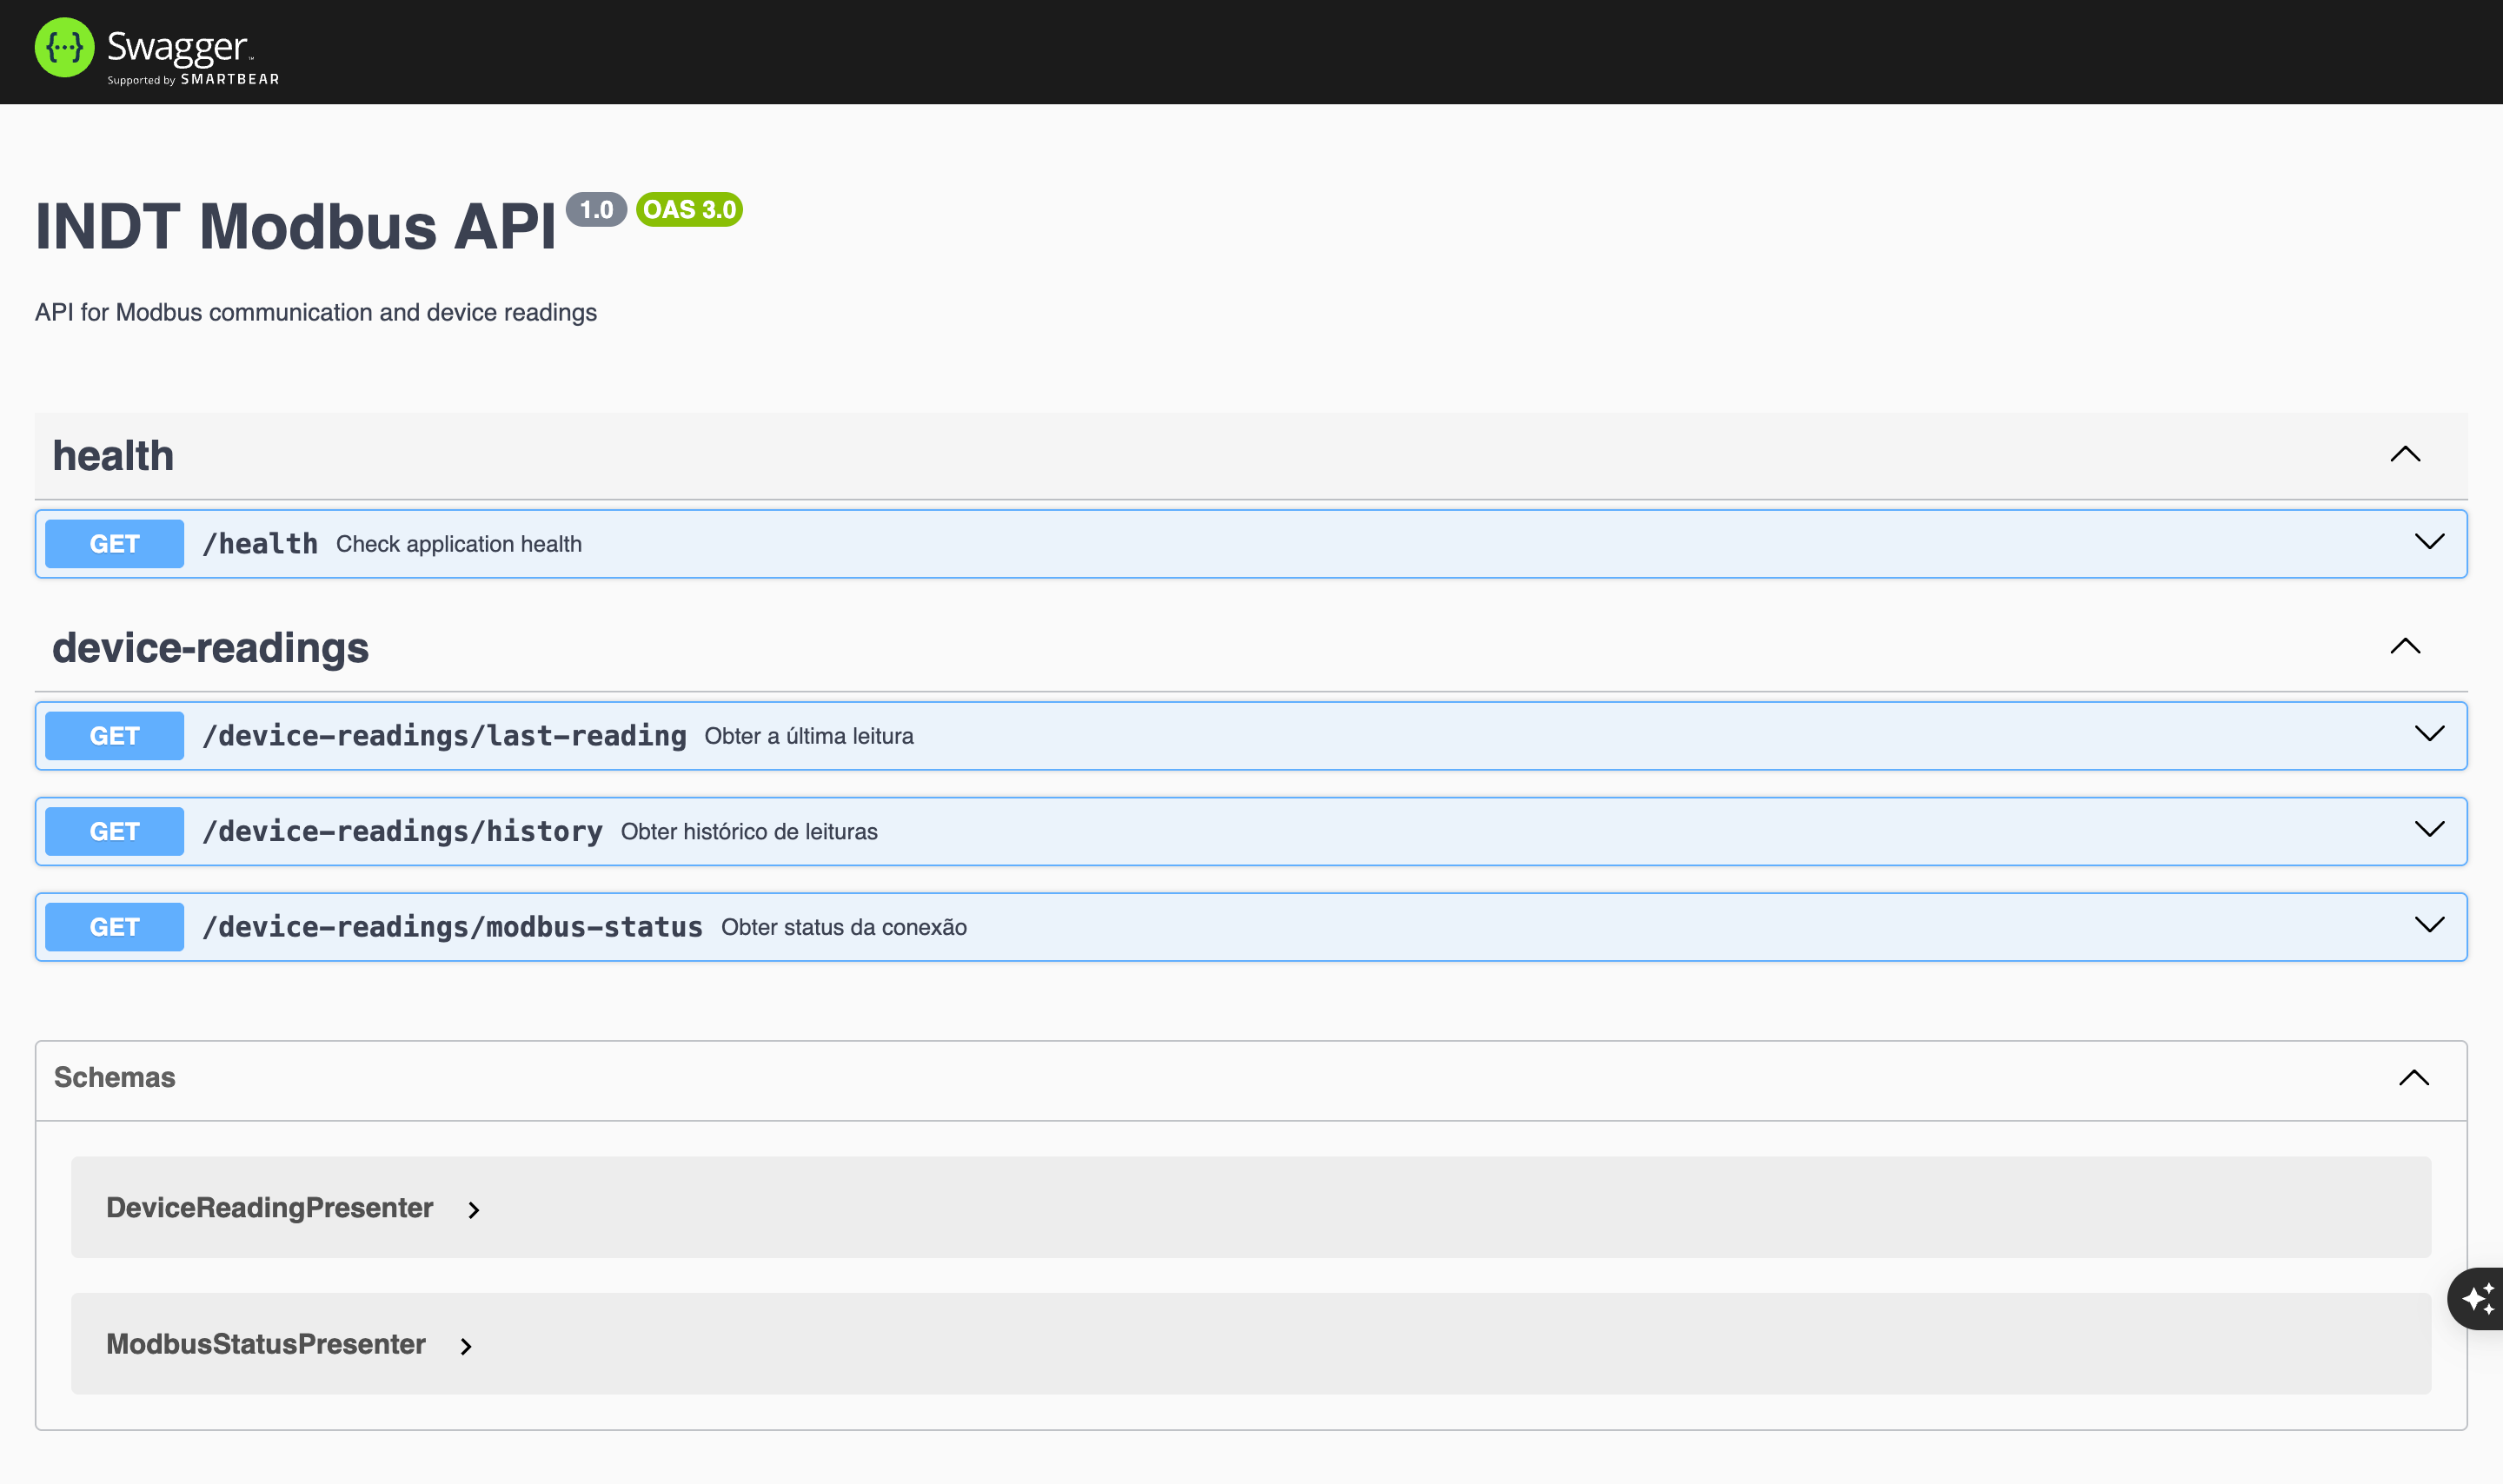 {...} Swagger™
Supported by SMARTBEAR
INDT Modbus API 1.0 OAS 3.0
API for Modbus communication and device readings
health
GET /health Check application health
device-readings
GET /device-readings/last-reading Obter a última leitura
GET /device-readings/history Obter histórico de leituras
GET /device-readings/modbus-status Obter status da conexão
Schemas
DeviceReadingPresenter
ModbusStatusPresenter